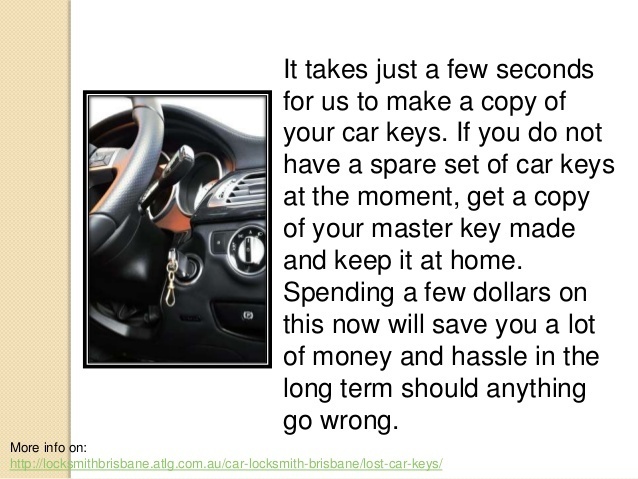 It takes just a few seconds
for us to make a copy of
your car keys. If you do not
have a spare set of car keys
at the moment, get a copy
of your master key made
and keep it at home.
Spending a few dollars on
this now will save you a lot
of money and hassle in the
long term should anything
go wrong.
More info on:
http://locksmithbrisbane.atlg.com.au/car-locksmith-brisbane/lost-car-keys/